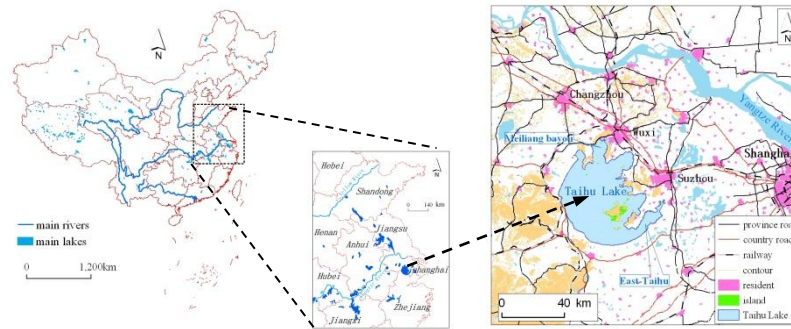 N
main rivers
main lakes
0 1,200km
N
Hebei
Shandong
0 140 km
Henan
Jiangsu
Anhui
Hubei
Shanghai
Zhejiang
Jiangxi
N
Changzhou
Yangtze River
Meiliang bayou
Wuxi
Shangha
Taihu Lake
Suzhou
East-Taihu
0 40 km
province roa
country road
railway
contour
resident
island
Taihu Lake